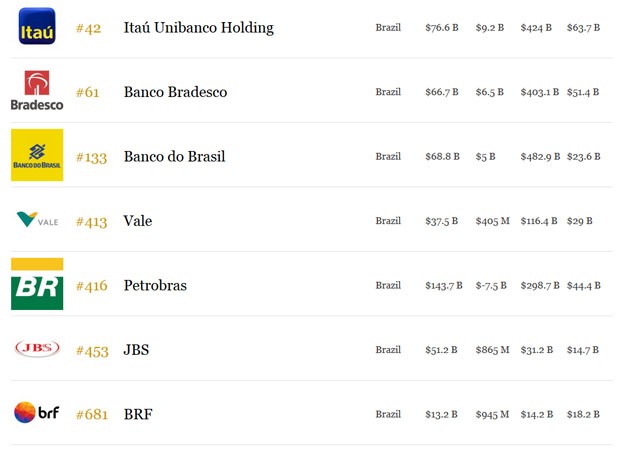 Itaú #42 Itaú Unibanco Holding Brazil $76.6 B $9.2 B $424 B $63.7 B
Bradesco #61 Banco Bradesco Brazil $66.7 B $6.5 B $403.1 B $51.4 B
BANCO DO BRASIL #133 Banco do Brasil Brazil $68.8 B $5 B $482.9 B $23.6 B
VALE #413 Vale Brazil $37.5 B $405 M $116.4 B $29 B
BR #416 Petrobras Brazil $143.7 B $-7.5 B $298.7 B $44.4 B
JBS #453 JBS Brazil $51.2 B $865 M $31.2 B $14.7 B
brf #681 BRF Brazil $13.2 B $945 M $14.2 B $18.2 B